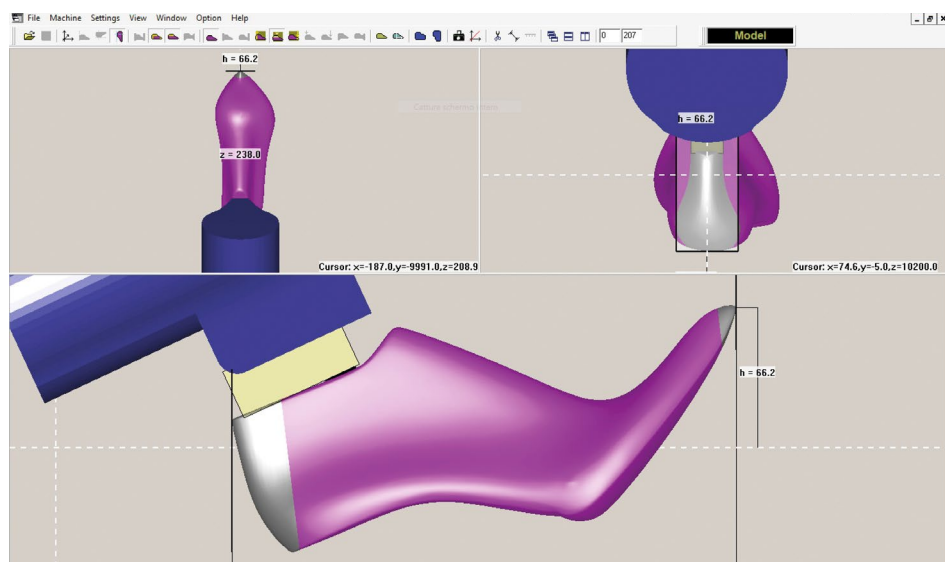 File Machine Settings View Window Option Help
0 207
Model
h = 66.2
z = 238.0
Cursor: x=-187.0,y=-9991.0,z=208.9
h = 66.2
Cursor: x=74.6,y=-5.0,z=10200.0
h = 66.2